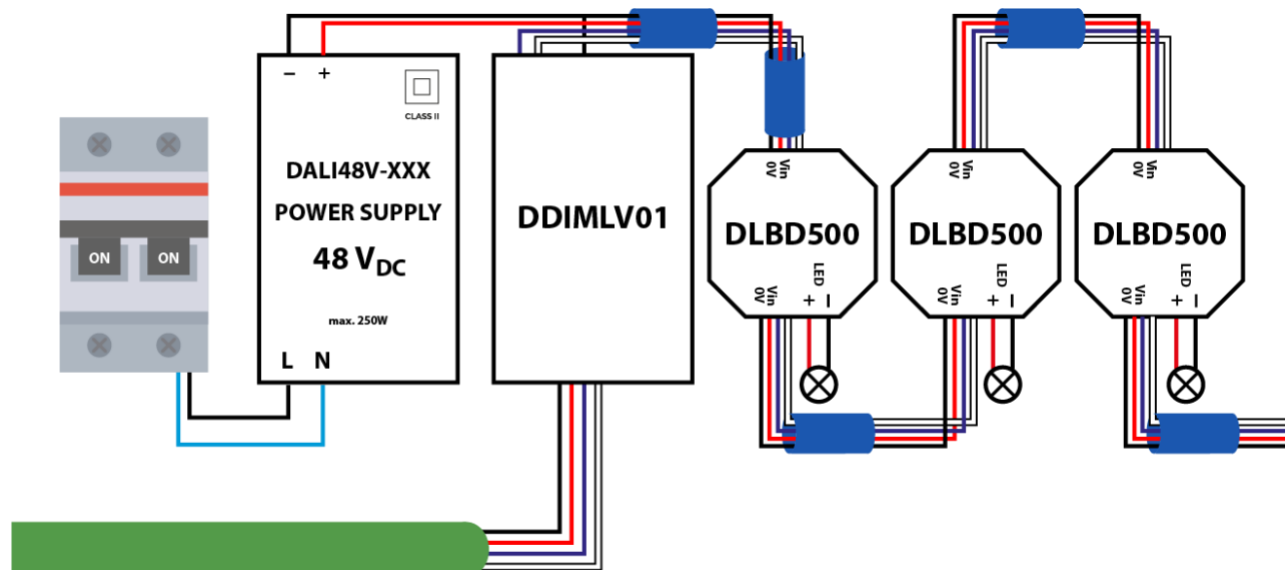 ON ON
− +
CLASS II
DALI48V-XXX
POWER SUPPLY
48 VDC
max. 250W
L N
DDIMLV01
0V Vin
DLBD500
0V Vin LED + −
0V Vin
DLBD500
0V Vin LED + −
0V Vin
DLBD500
0V Vin LED + −